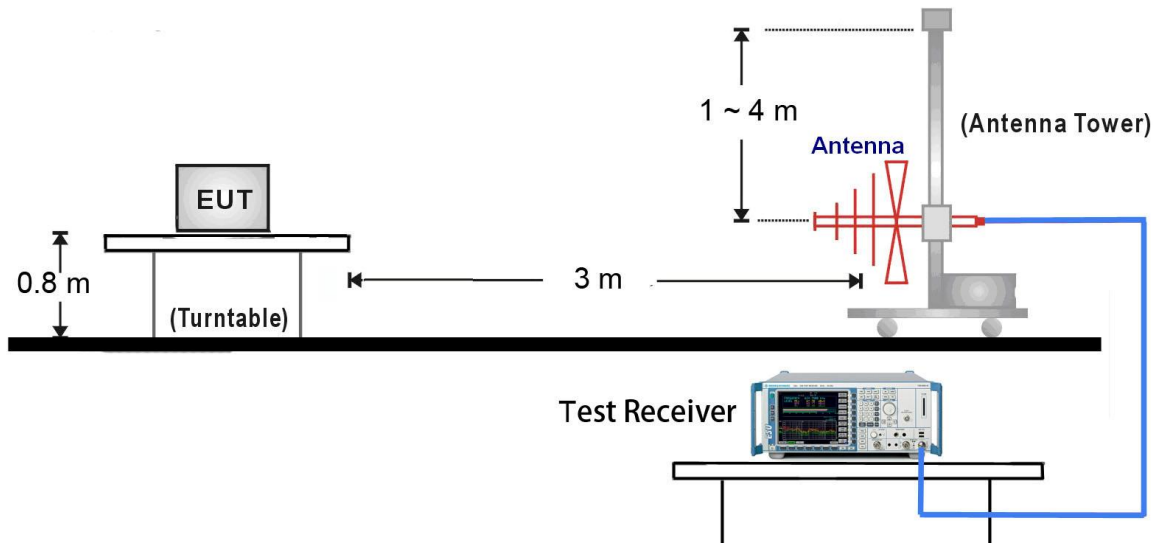 1 ~ 4 m
(Antenna Tower)
Antenna
EUT
0.8 m
3 m
(Turntable)
Test Receiver